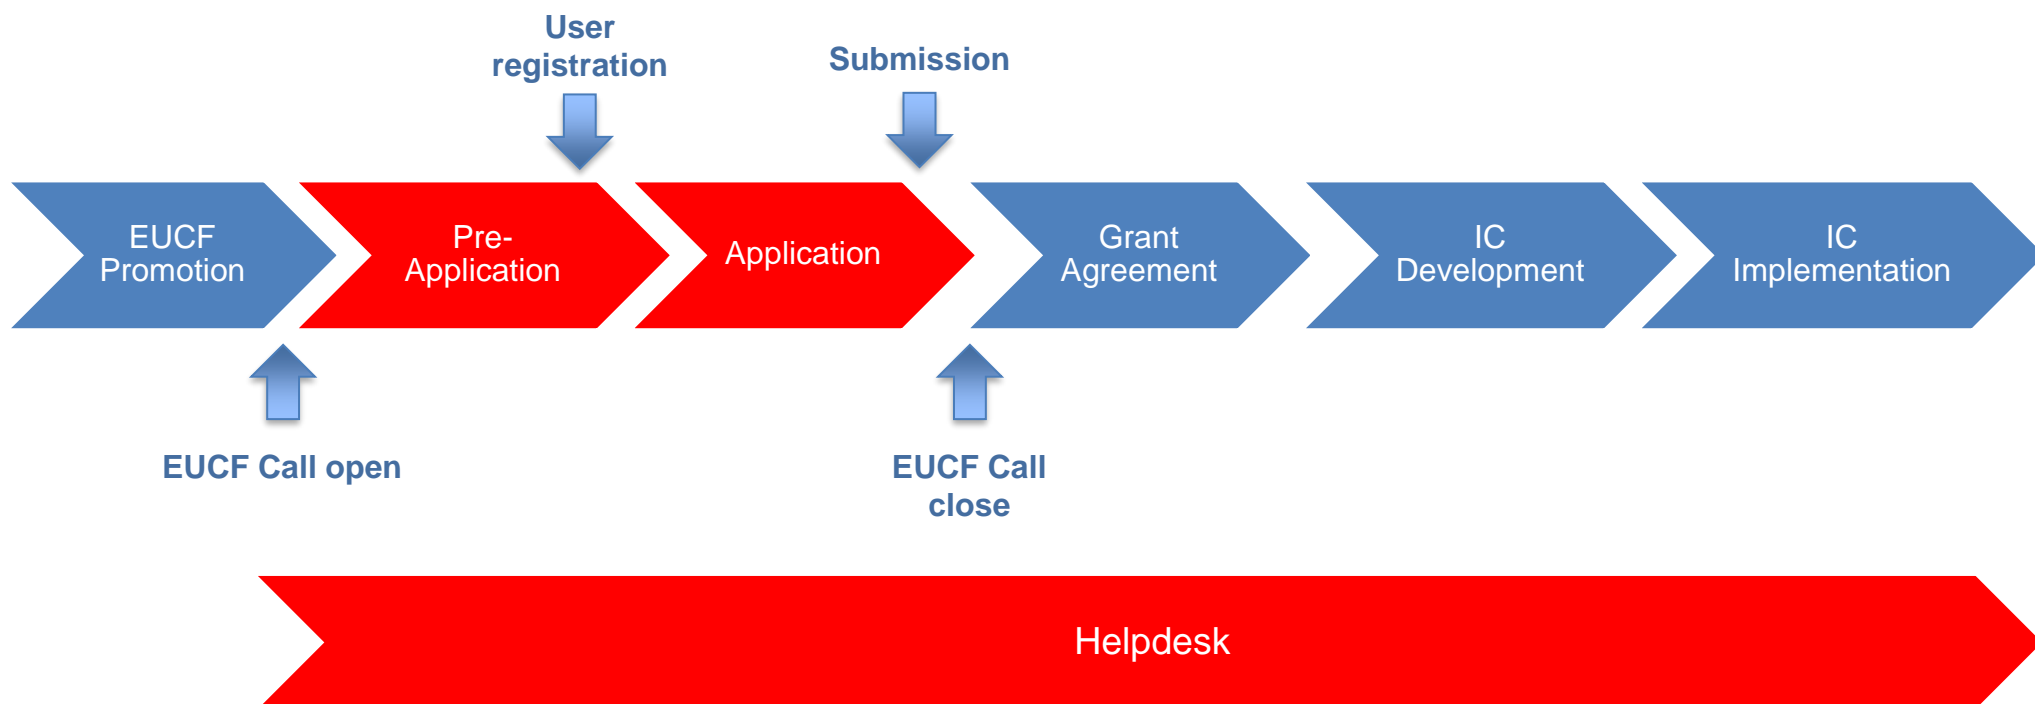 User
registration
Submission
EUCF
Promotion
Pre-
Application
Application
Grant
Agreement
IC
Development
IC
Implementation
EUCF Call open
EUCF Call
close
Helpdesk